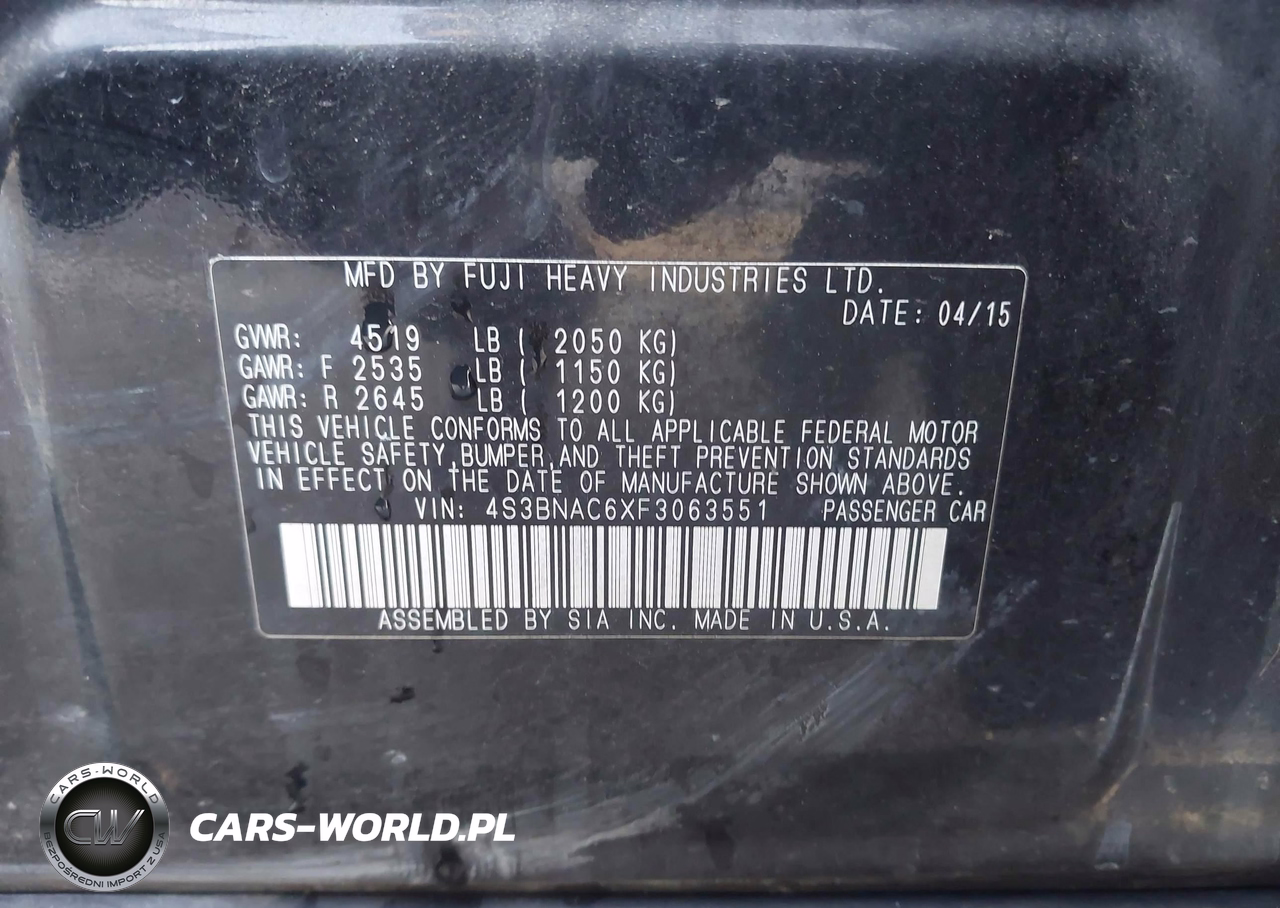 MFD BY FUJI HEAVY INDUSTRIES LTD.
DATE: 04/15
GVWR: 4519 LB ( 2050 KG)
GAWR: F 2535 LB ( 1150 KG)
GAWR: R 2645 LB ( 1200 KG)
THIS VEHICLE CONFORMS TO ALL APPLICABLE FEDERAL MOTOR
VEHICLE SAFETY,BUMPER,AND THEFT PREVENTION STANDARDS
IN EFFECT ON THE DATE OF MANUFACTURE SHOWN ABOVE.
VIN: 4S3BNAC6XF3063551 PASSENGER CAR
ASSEMBLED BY SIA INC. MADE IN U.S.A.
CARS-WORLD
CW
BEZPOŚREDNI IMPORT Z USA
CARS-WORLD.PL